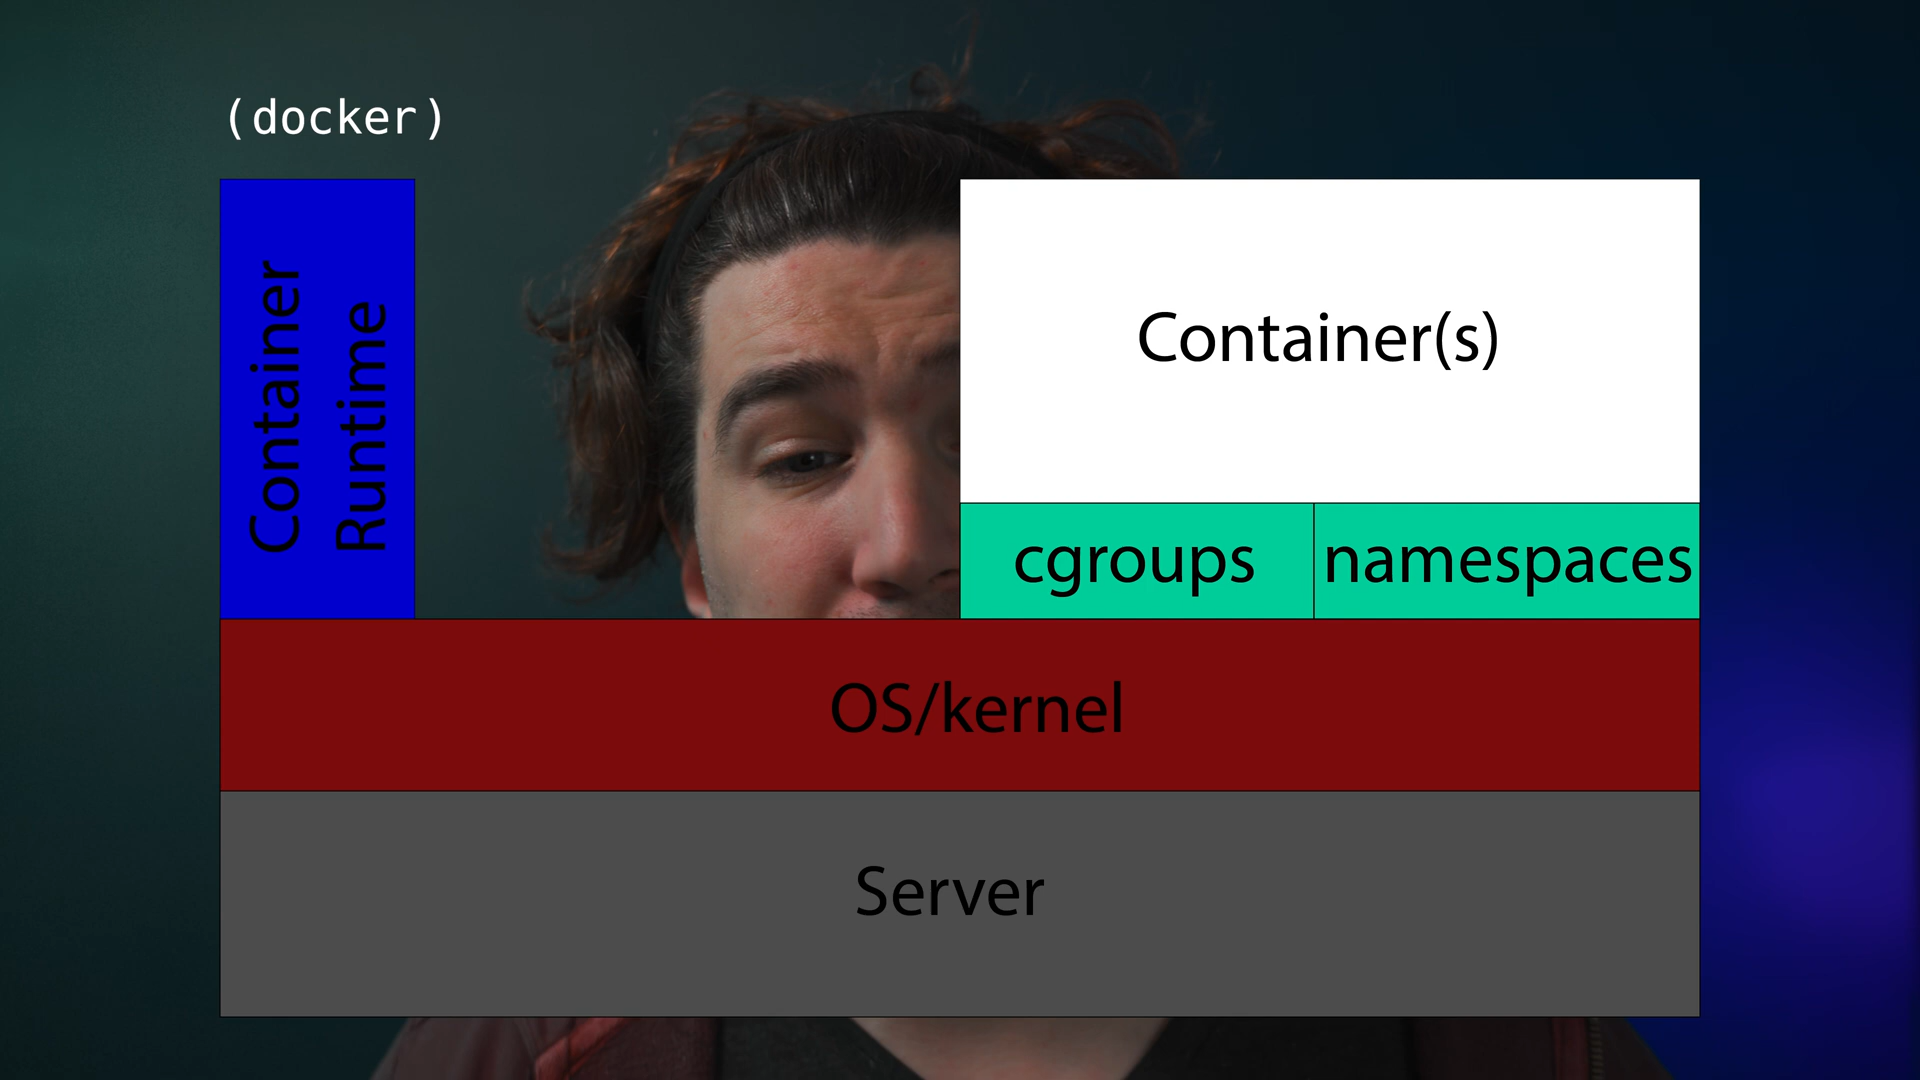 (docker)
Container
Runtime
Container(s)
cgroups
namespaces
OS/kernel
Server